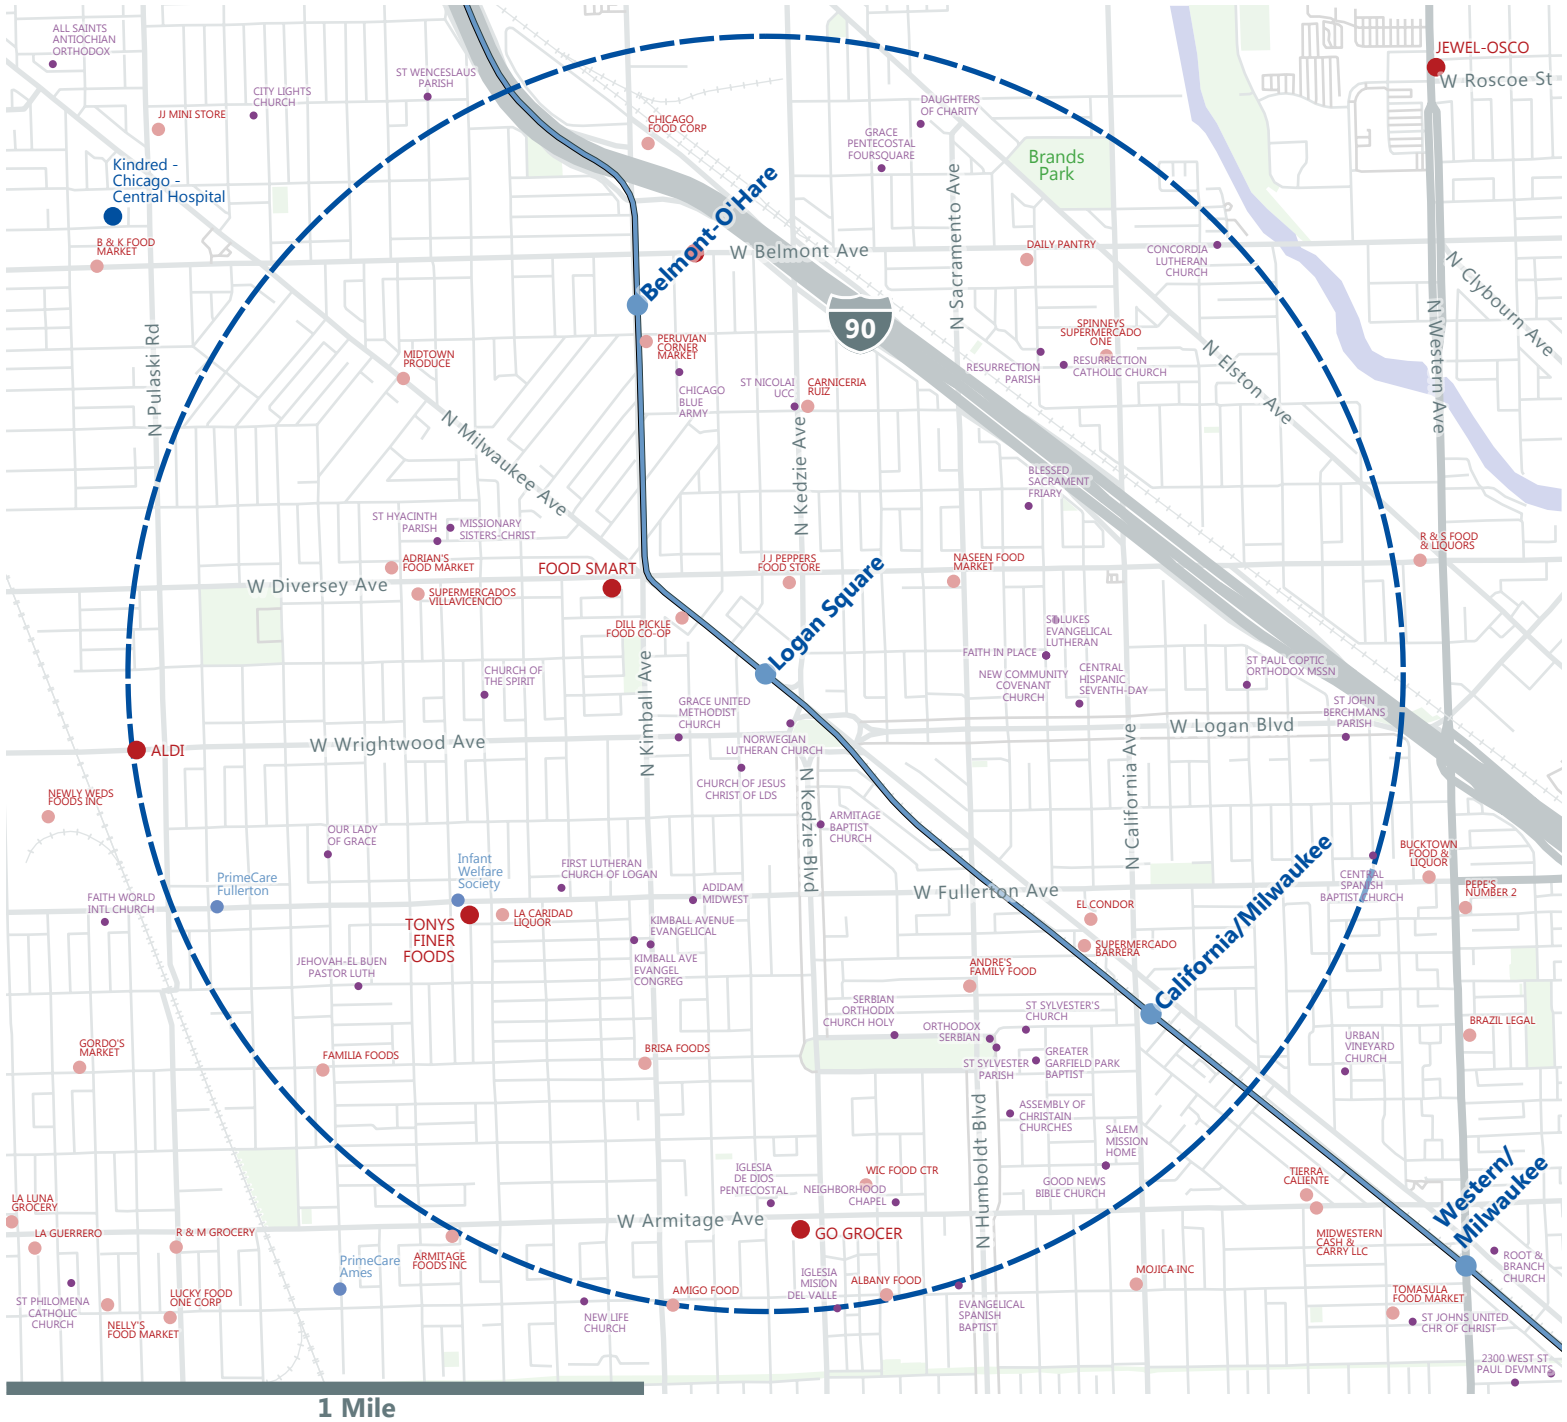 ALL SAINTS
ANTIOCHIAN
ORTHODOX
ST WENCESLAUS
PARISH
CITY LIGHTS
CHURCH
JJ MINI STORE
CHICAGO
FOOD CORP
DAUGHTERS
OF CHARITY
GRACE
PENTECOSTAL
FOURSQUARE
Brands
Park
JEWEL-OSCO
W Roscoe St
Kindred -
Chicago -
Central Hospital
B & K FOOD
MARKET
Belmont-O'Hare
W Belmont Ave
N Sacramento Ave
DAILY PANTRY
CONCORDIA
LUTHERAN
CHURCH
N Clybourn Ave
N Western Ave
N Pulaski Rd
90
SPINNEYS
SUPERMERCADO
ONE
PERUVIAN
CORNER
MARKET
MIDTOWN
PRODUCE
CHICAGO
BLUE
ARMY
ST NICOLAI
UCC
CARNICERIA
RUIZ
RESURRECTION
PARISH
RESURRECTION
CATHOLIC CHURCH
N Elston Ave
N Milwaukee Ave
N Kedzie Ave
BLESSED
SACRAMENT
FRIARY
ST HYACINTH
PARISH
MISSIONARY
SISTERS-CHRIST
ADRIAN'S
FOOD MARKET
FOOD SMART
J J PEPPERS
FOOD STORE
NASEEN FOOD
MARKET
R & S FOOD
& LIQUORS
W Diversey Ave
SUPERMERCADOS
VILLAVICENCIO
DILL PICKLE
FOOD CO-OP
Logan Square
ST LUKES
EVANGELICAL
LUTHERAN
FAITH IN PLACE
NEW COMMUNITY
COVENANT
CHURCH
CENTRAL
HISPANIC
SEVENTH-DAY
ST PAUL COPTIC
ORTHODOX MSSN
ST JOHN
BERCHMANS
PARISH
CHURCH OF
THE SPIRIT
N Kimball Ave
GRACE UNITED
METHODIST
CHURCH
NORWEGIAN
LUTHERAN CHURCH
W Logan Blvd
W Wrightwood Ave
ALDI
CHURCH OF JESUS
CHRIST OF LDS
N Kedzie Blvd
N California Ave
NEWLY WEDS
FOODS INC
ARMITAGE
BAPTIST
CHURCH
OUR LADY
OF GRACE
Infant
Welfare
Society
FIRST LUTHERAN
CHURCH OF LOGAN
ADIDAM
MIDWEST
W Fullerton Ave
California/Milwaukee
BUCKTOWN
FOOD &
LIQUOR
CENTRAL
SPANISH
BAPTIST CHURCH
PEPE'S
NUMBER 2
PrimeCare
Fullerton
FAITH WORLD
INTL CHURCH
TONYS
FINER
FOODS
LA CARIDAD
LIQUOR
KIMBALL AVENUE
EVANGELICAL
KIMBALL AVE
EVANGEL
CONGREG
EL CONDOR
SUPERMERCADO
BARRERA
JEHOVAH-EL BUEN
PASTOR LUTH
ANDRE'S
FAMILY FOOD
SERBIAN
ORTHODIX
CHURCH HOLY
ORTHODOX
SERBIAN
ST SYLVESTER'S
CHURCH
ST SYLVESTER
PARISH
GREATER
GARFIELD PARK
BAPTIST
URBAN
VINEYARD
CHURCH
BRAZIL LEGAL
GORDO'S
MARKET
FAMILIA FOODS
BRISA FOODS
N Humboldt Blvd
ASSEMBLY OF
CHRISTAIN
CHURCHES
SALEM
MISSION
HOME
GOOD NEWS
BIBLE CHURCH
IGLESIA
DE DIOS
PENTECOSTAL
WIC FOOD CTR
NEIGHBORHOOD
CHAPEL
TIERRA
CALIENTE
Western/
Milwaukee
LA LUNA
GROCERY
LA GUERRERO
R & M GROCERY
W Armitage Ave
GO GROCER
MIDWESTERN
CASH &
CARRY LLC
ARMITAGE
FOODS INC
PrimeCare
Ames
ROOT &
BRANCH
CHURCH
ST PHILOMENA
CATHOLIC
CHURCH
LUCKY FOOD
ONE CORP
NELLY'S
FOOD MARKET
AMIGO FOOD
IGLESIA
MISION
DEL VALLE
ALBANY FOOD
MOJICA INC
NEW LIFE
CHURCH
EVANGELICAL
SPANISH
BAPTIST
TOMASULA
FOOD MARKET
ST JOHNS UNITED
CHR OF CHRIST
2300 WEST ST
PAUL DEVMNTS
1 Mile